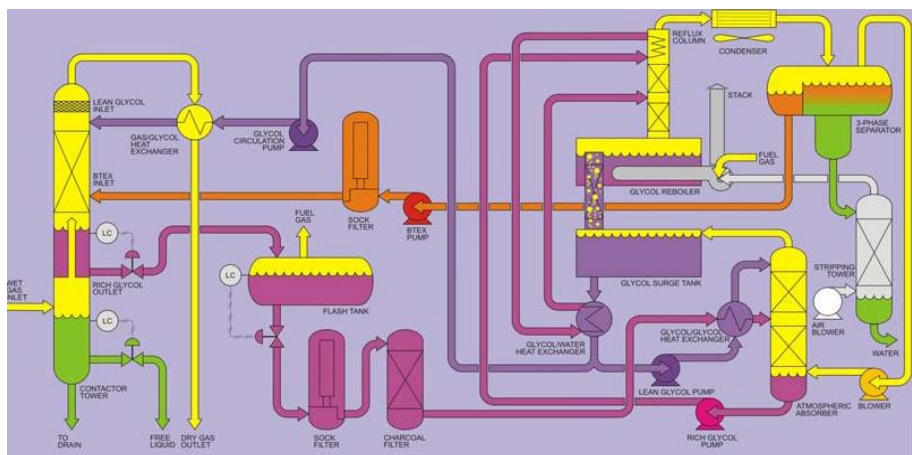 REFLUX
COLUMN
CONDENSER
LEAN GLYCOL
INLET
GAS/GLYCOL
HEAT
EXCHANGER
GLYCOL
CIRCULATION
PUMP
STACK
3-PHASE
SEPARATOR
FUEL
GAS
BTEX
INLET
GLYCOL REBOILER
SOCK
FILTER
BTEX
PUMP
FUEL
GAS
LC
LC
RICH GLYCOL
OUTLET
WET
GAS
INLET
FLASH TANK
GLYCOL SURGE TANK
STRIPPING
TOWER
LC
GLYCOL/WATER
HEAT EXCHANGER
GLYCOL/GLYCOL
HEAT EXCHANGER
AIR
BLOWER
WATER
CONTACTOR
TOWER
LEAN GLYCOL PUMP
ATMOSPHERIC
ABSORBER
BLOWER
TO
DRAIN
FREE
LIQUID
DRY GAS
OUTLET
SOCK
FILTER
CHARCOAL
FILTER
RICH GLYCOL
PUMP